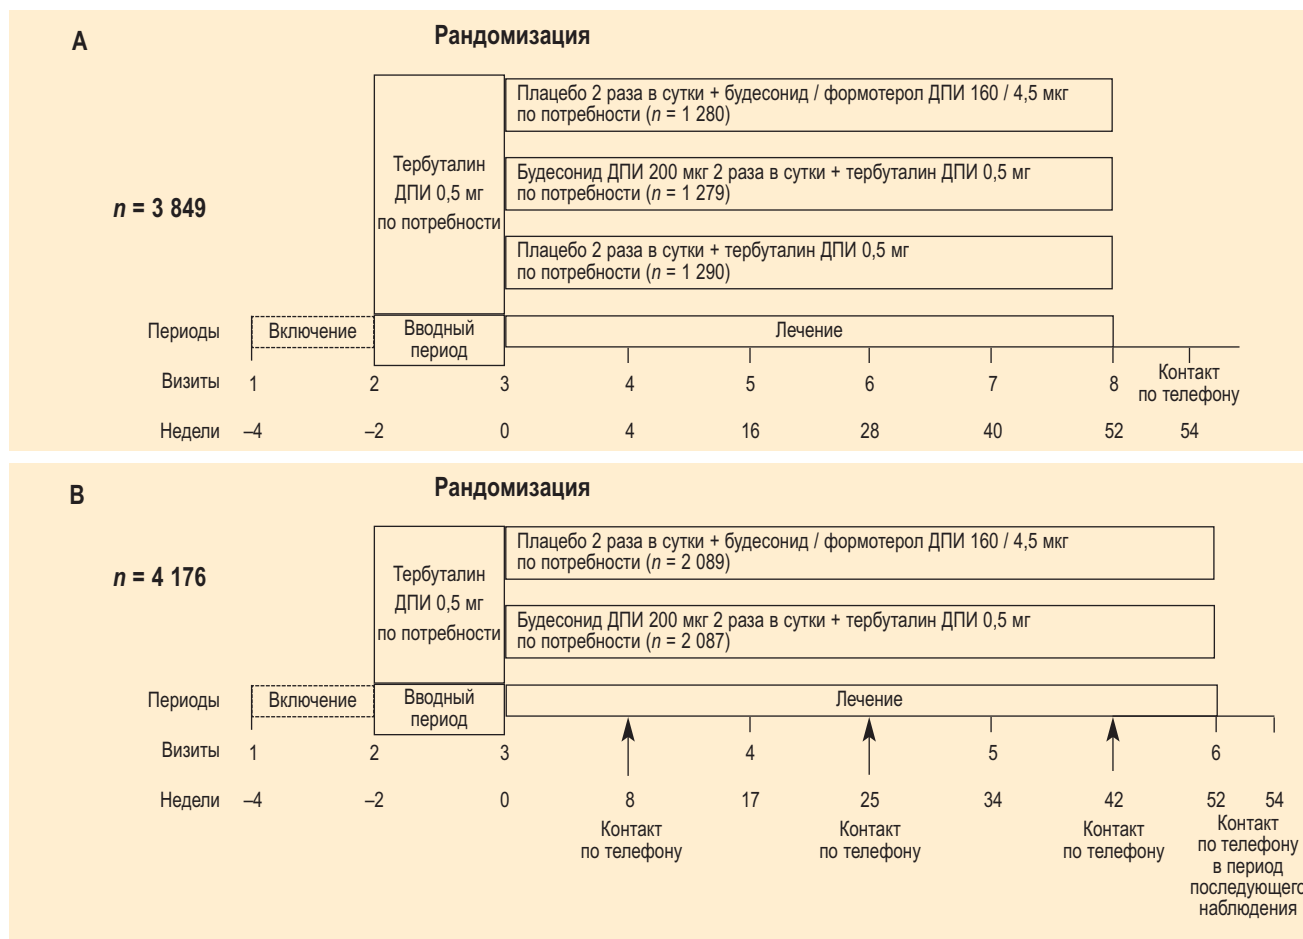 A
Рандомизация
n = 3 849
Тербуталин
ДПИ 0,5 мг
по потребности
Плацебо 2 раза в сутки + будесонид / формотерол ДПИ 160 / 4,5 мкг
по потребности (n = 1 280)
Будесонид ДПИ 200 мкг 2 раза в сутки + тербуталин ДПИ 0,5 мг
по потребности (n = 1 279)
Плацебо 2 раза в сутки + тербуталин ДПИ 0,5 мг
по потребности (n = 1 290)
Периоды
Включение
Вводный
период
Лечение
Визиты 1 2 3 4 5 6 7 8
Контакт
по телефону
Недели –4 –2 0 4 16 28 40 52 54
B
Рандомизация
n = 4 176
Тербуталин
ДПИ 0,5 мг
по потребности
Плацебо 2 раза в сутки + будесонид / формотерол ДПИ 160 / 4,5 мкг
по потребности (n = 2 089)
Будесонид ДПИ 200 мкг 2 раза в сутки + тербуталин ДПИ 0,5 мг
по потребности (n = 2 087)
Периоды
Включение
Вводный
период
Лечение
Визиты 1 2 3 4 5 6
Недели –4 –2 0 8 17 25 34 42 52 54
Контакт
по телефону
Контакт
по телефону
Контакт
по телефону
Контакт
по телефону
в период
последующего
наблюдения